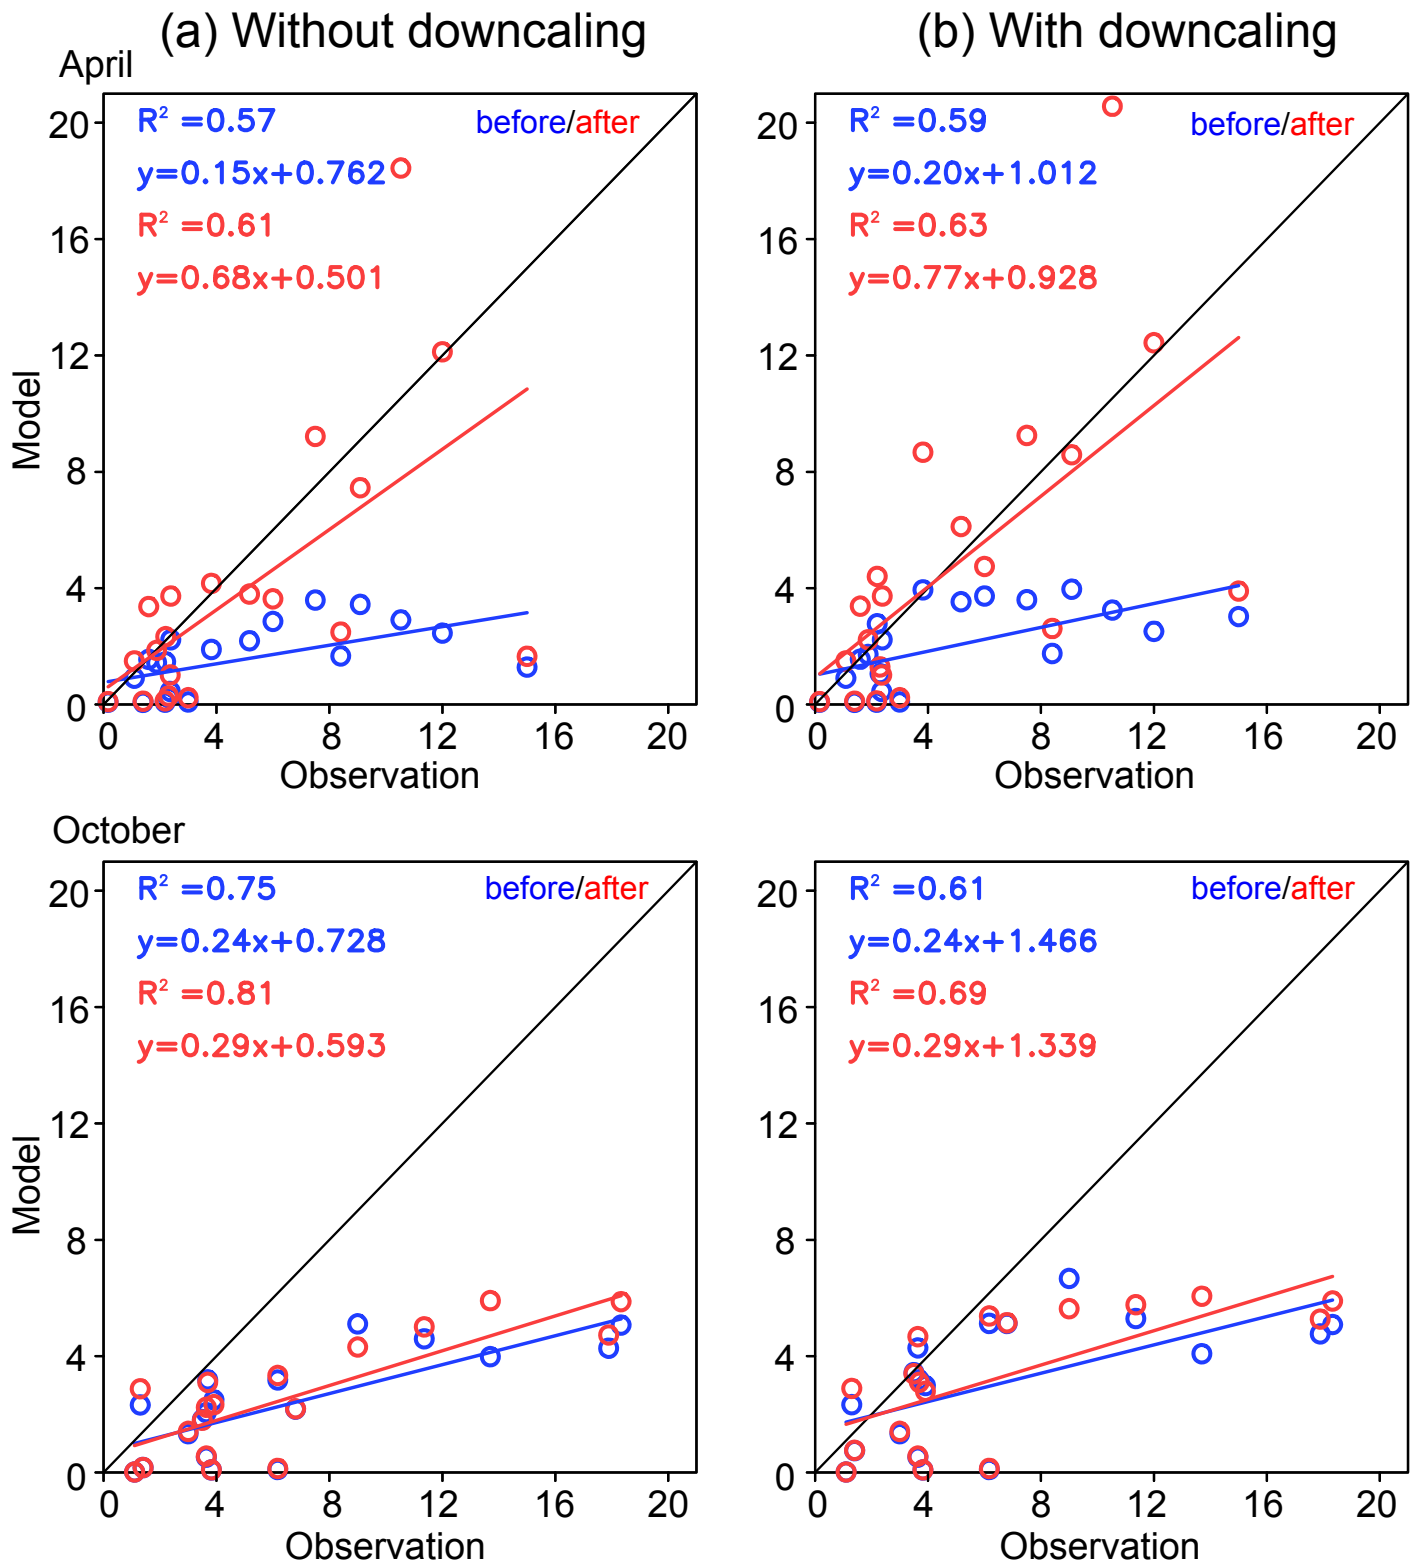 (a) Without downcaling
(b) With downcaling
April
R² =0.57
before/after
y=0.15x+0.762
R² =0.61
y=0.68x+0.501
20
16
12
8
4
0
Model
0 4 8 12 16 20
Observation
R² =0.59
before/after
y=0.20x+1.012
R² =0.63
y=0.77x+0.928
20
16
12
8
4
0
0 4 8 12 16 20
Observation
October
R² =0.75
before/after
y=0.24x+0.728
R² =0.81
y=0.29x+0.593
20
16
12
8
4
0
Model
0 4 8 12 16 20
Observation
R² =0.61
before/after
y=0.24x+1.466
R² =0.69
y=0.29x+1.339
20
16
12
8
4
0
0 4 8 12 16 20
Observation